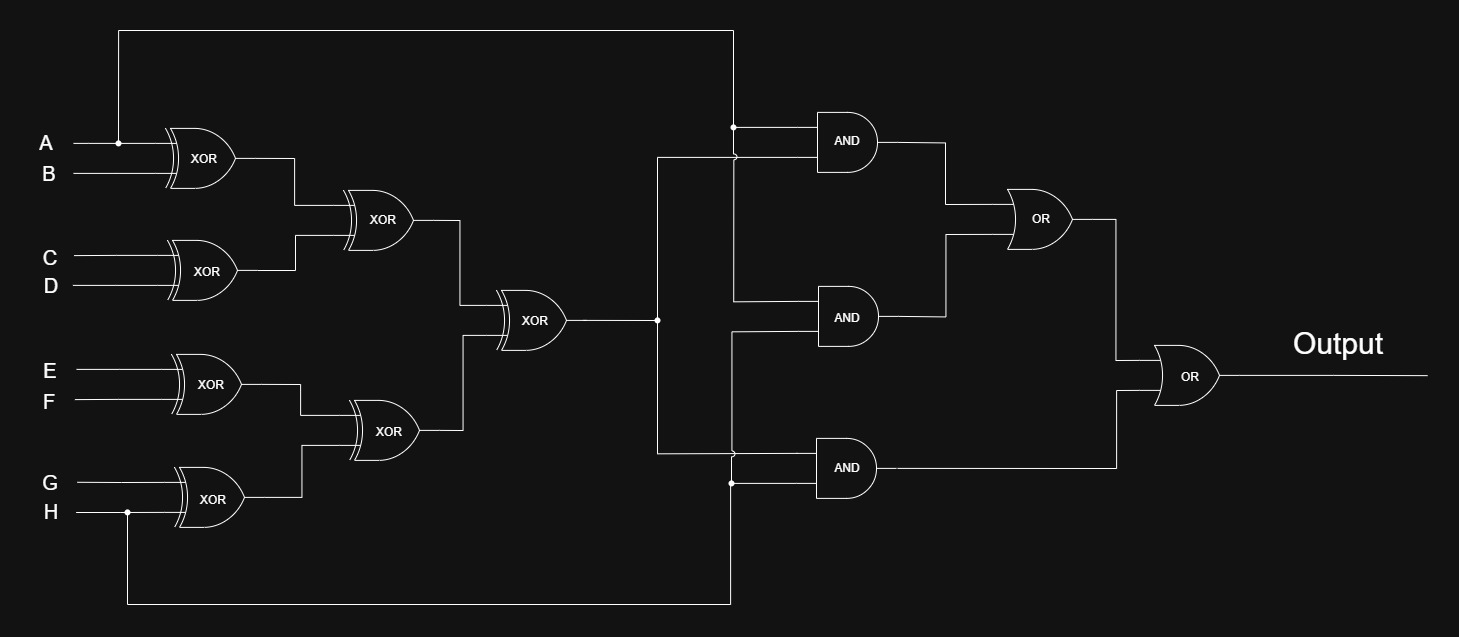 A
B
C
D
E
F
G
H
XOR
XOR
XOR
XOR
XOR
XOR
XOR
AND
AND
AND
OR
OR
Output